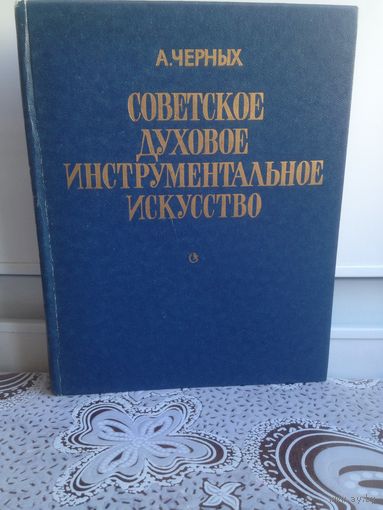 А.ЧЕРНЫХ
СОВЕТСКОЕ
ДУХОВОЕ
ИНСТРУМЕНТАЛЬНОЕ
ИСКУССТВО